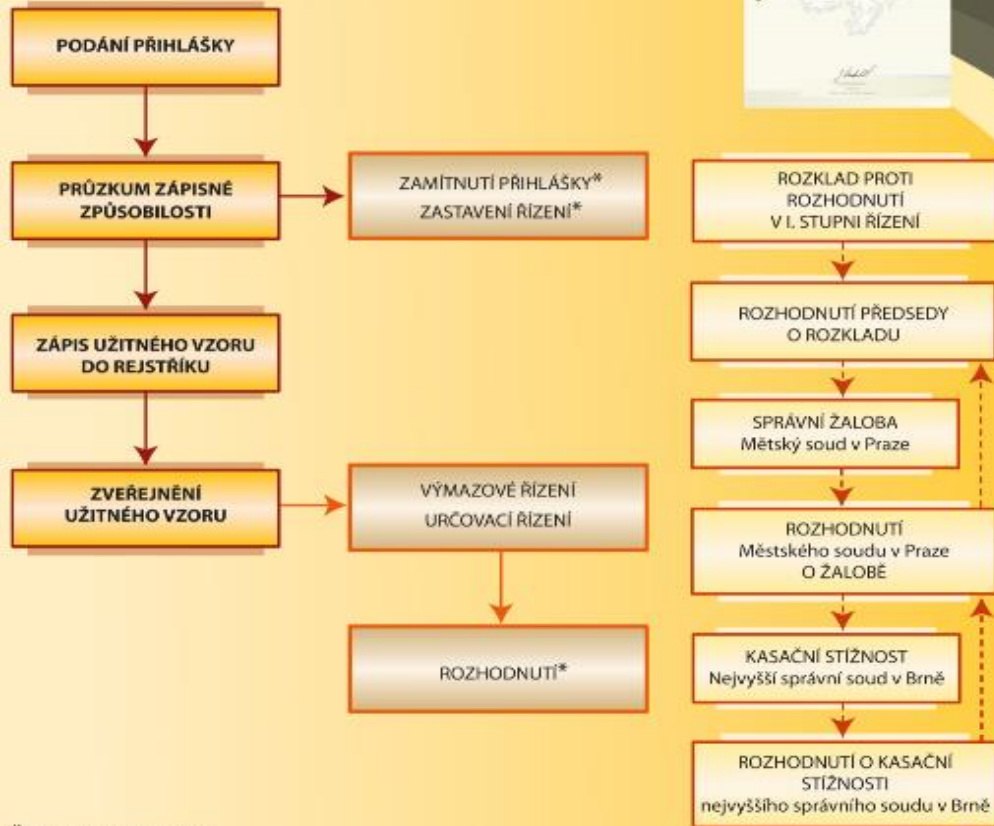 PODÁNÍ PŘIHLÁŠKY
PRŮZKUM ZÁPISNÉ
ZPŮSOBILOSTI
ZAMÍTNUTÍ PŘIHLÁŠKY*
ZASTAVENÍ ŘÍZENÍ*
ZÁPIS UŽITNÉHO VZORU
DO REJSTŘÍKU
ZVEŘEJNĚNÍ
UŽITNÉHO VZORU
VÝMAZOVÉ ŘÍZENÍ
URČOVACÍ ŘÍZENÍ
ROZHODNUTÍ*
ROZKLAD PROTI
ROZHODNUTÍ
V I. STUPNI ŘÍZENÍ
ROZHODNUTÍ PŘEDSEDY
O ROZKLADU
SPRÁVNÍ ŽALOBA
Mětský soud v Praze
ROZHODNUTÍ
Městského soudu v Praze
O ŽALOBĚ
KASAČNÍ STÍŽNOST
Nejvyšší správní soud v Brně
ROZHODNUTÍ O KASAČNÍ
STÍŽNOSTI
nejvyššího správního soudu v Brně